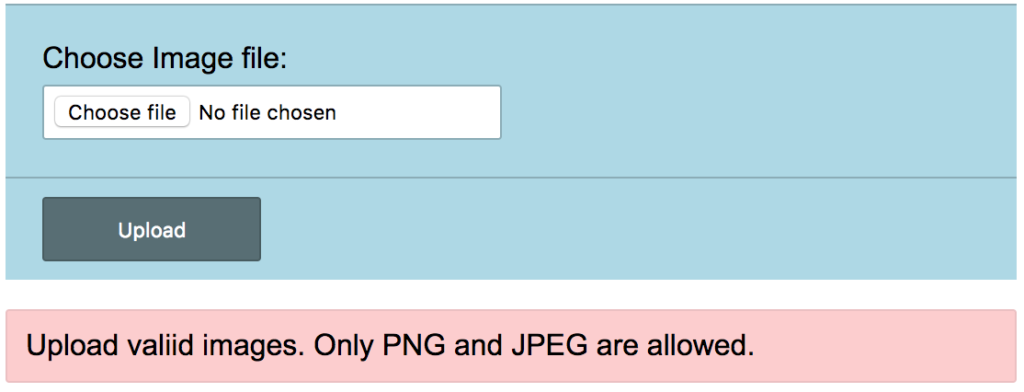 Choose Image file:
Choose file No file chosen
Upload
Upload valiid images. Only PNG and JPEG are allowed.